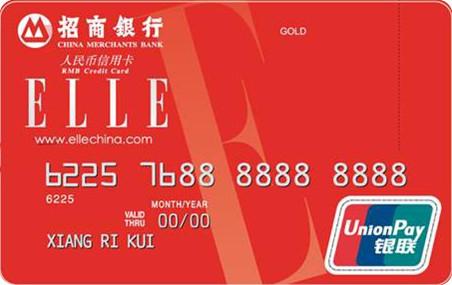 招商银行
GOLD
CHINA MERCHANTS BANK
人民币信用卡
RMB Credit Card
ELLE
www.ellechina.com
6225 7688 8888 8888
6225
MONTH/YEAR
VALID THRU 00/00
XIANG RI KUI
UnionPay
银联